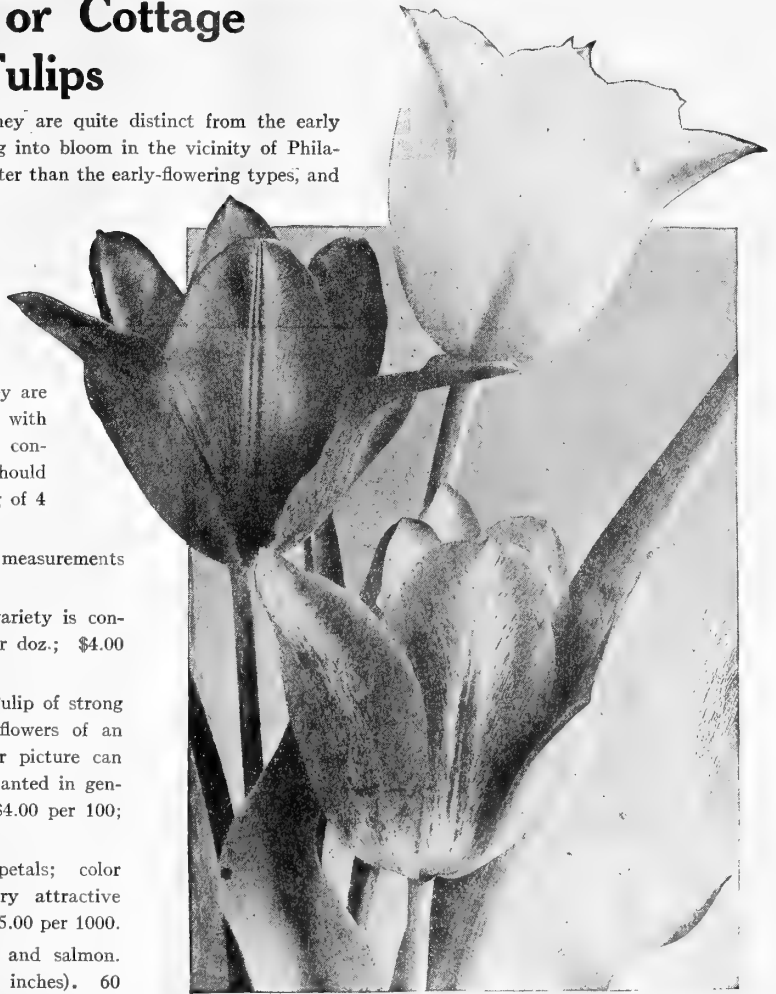 or Cottage
Tulips
hey are quite distinct from the early
g into bloom in the vicinity of Phila-
ter than the early-flowering types, and
y are
with
con-
hould
g of 4
measurements
variety is con-
r doz.; $4.00
ulip of strong
flowers of an
r picture can
anted in gen-
$4.00 per 100;
petals; color
ry attractive
5.00 per 1000.
and salmon.
inches). 60